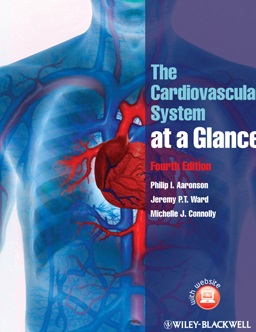 The
Cardiovascula
System
at a Glance
Fourth Edition
Philip I. Aaronson
Jeremy P.T. Ward
Michelle J. Connolly
with website
WILEY-BLACKWELL